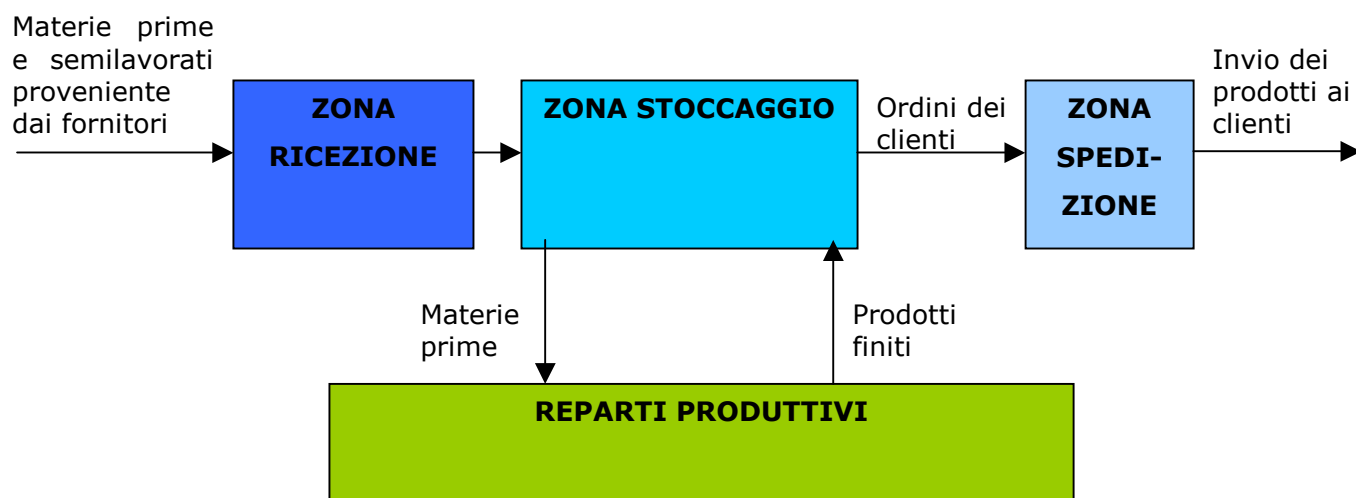 Materie prime
e semilavorati
proveniente
dai fornitori
ZONA
RICEZIONE
ZONA STOCCAGGIO
Ordini dei
clienti
ZONA
SPEDI-
ZIONE
Invio dei
prodotti ai
clienti
Materie
prime
Prodotti
finiti
REPARTI PRODUTTIVI